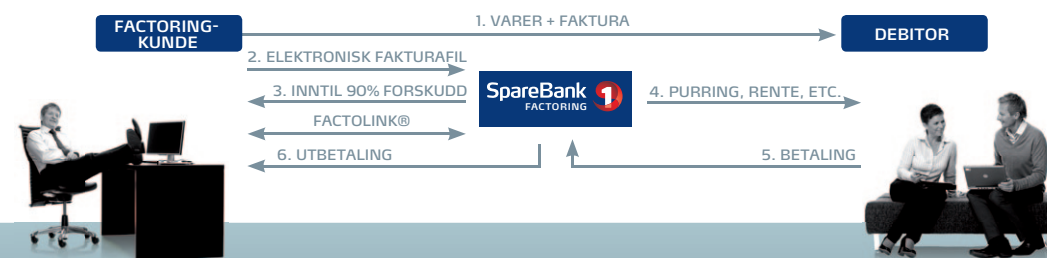 FACTORING-
KUNDE
1. VARER + FAKTURA
DEBITOR
2. ELEKTRONISK FAKTURAFIL
3. INNTIL 90% FORSKUDD
SpareBank 1
FACTORING
4. PURRING, RENTE, ETC.
FACTOLINK®
6. UTBETALING
5. BETALING